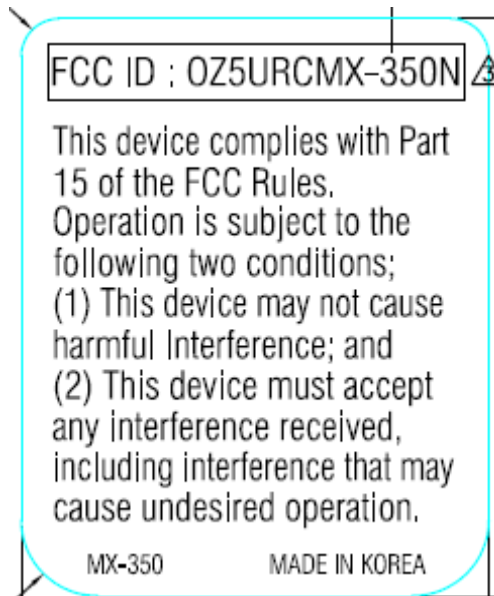 FCC ID : OZ5URCMX-350N
3
This device complies with Part
15 of the FCC Rules.
Operation is subject to the
following two conditions;
(1) This device may not cause
harmful Interference; and
(2) This device must accept
any interference received,
including interference that may
cause undesired operation.
MX-350 MADE IN KOREA